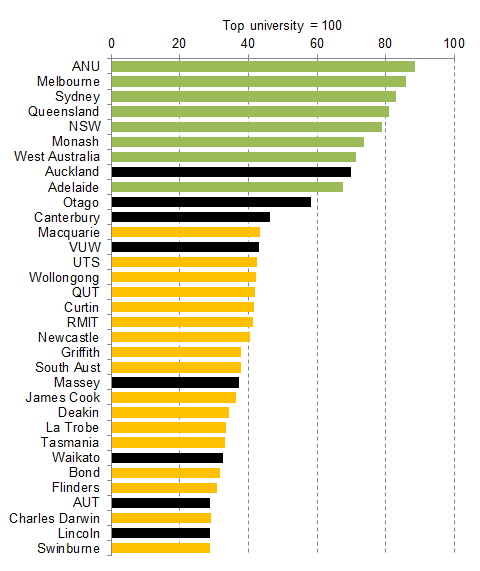 Top university = 100
0 20 40 60 80 100
ANU
Melbourne
Sydney
Queensland
NSW
Monash
West Australia
Auckland
Adelaide
Otago
Canterbury
Macquarie
VUW
UTS
Wollongong
QUT
Curtin
RMIT
Newcastle
Griffith
South Aust
Massey
James Cook
Deakin
La Trobe
Tasmania
Waikato
Bond
Flinders
AUT
Charles Darwin
Lincoln
Swinburne